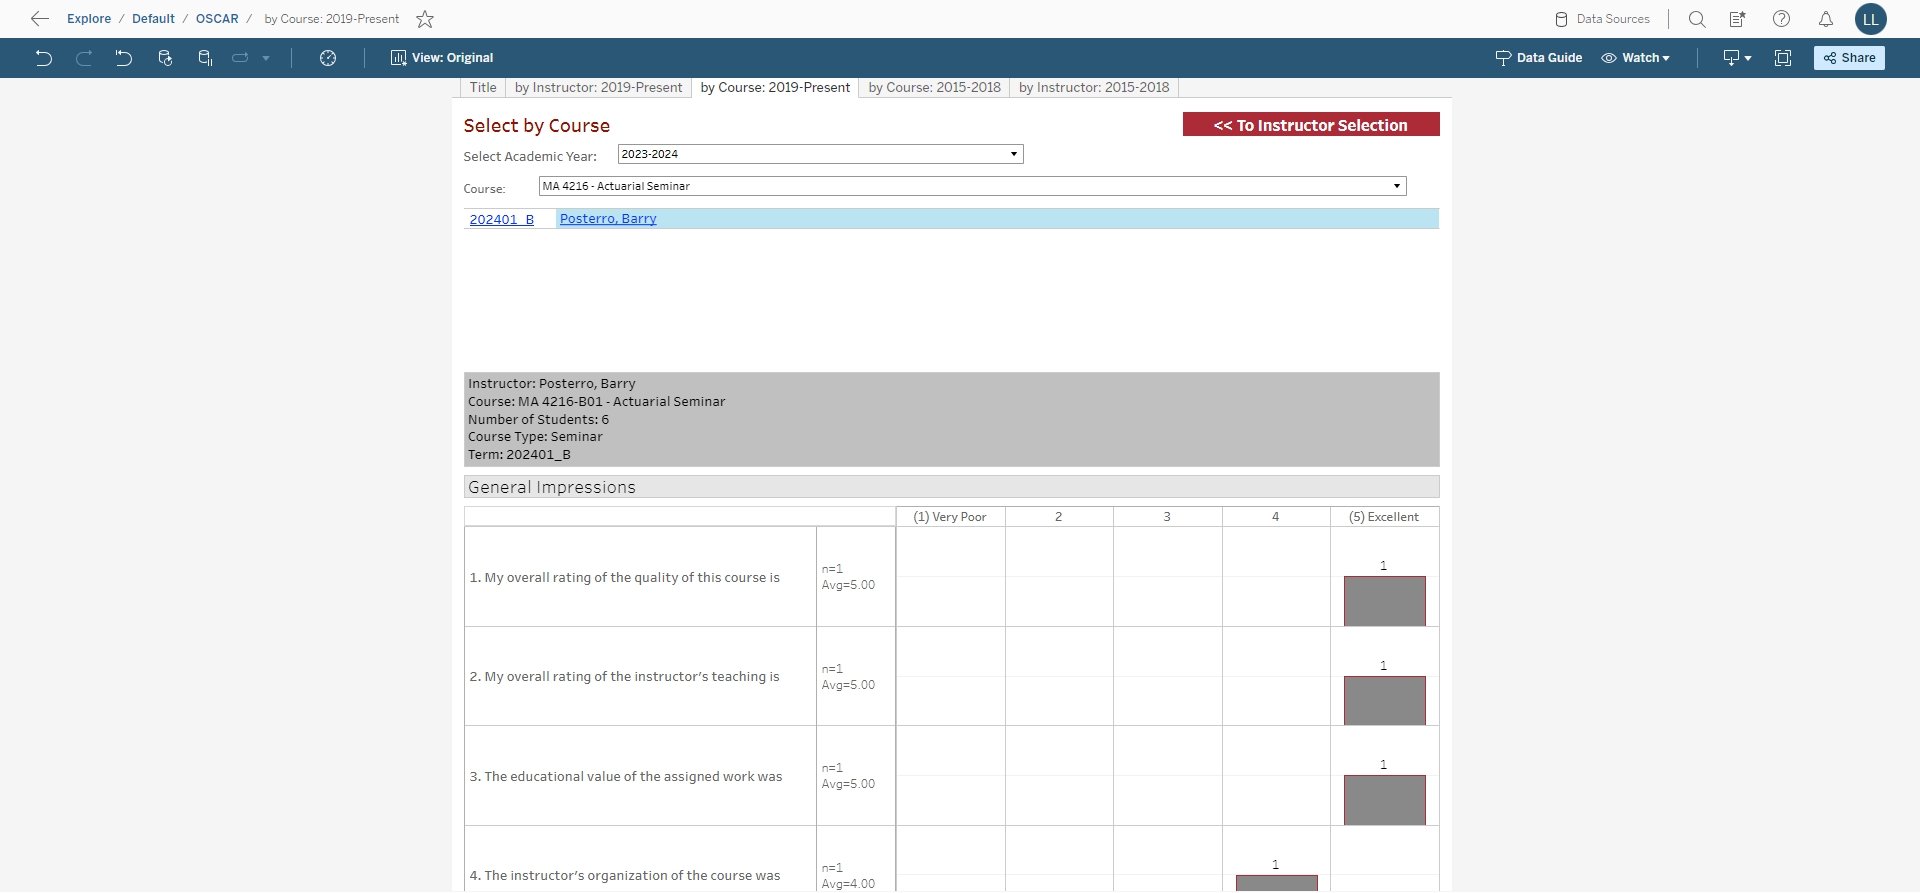 Explore / Default / OSCAR / by Course: 2019-Present
Data Sources
LL
View: Original
Data Guide
Watch
Share
Title
by Instructor: 2019-Present
by Course: 2019-Present
by Course: 2015-2018
by Instructor: 2015-2018
Select by Course
<< To Instructor Selection
Select Academic Year: 2023-2024
Course: MA 4216 - Actuarial Seminar
202401_B Posterro, Barry
Instructor: Posterro, Barry
Course: MA 4216-B01 - Actuarial Seminar
Number of Students: 6
Course Type: Seminar
Term: 202401_B
General Impressions
(1) Very Poor 2 3 4 (5) Excellent
1. My overall rating of the quality of this course is
n=1
Avg=5.00
1
2. My overall rating of the instructor's teaching is
n=1
Avg=5.00
1
3. The educational value of the assigned work was
n=1
Avg=5.00
1
4. The instructor's organization of the course was
n=1
Avg=4.00
1